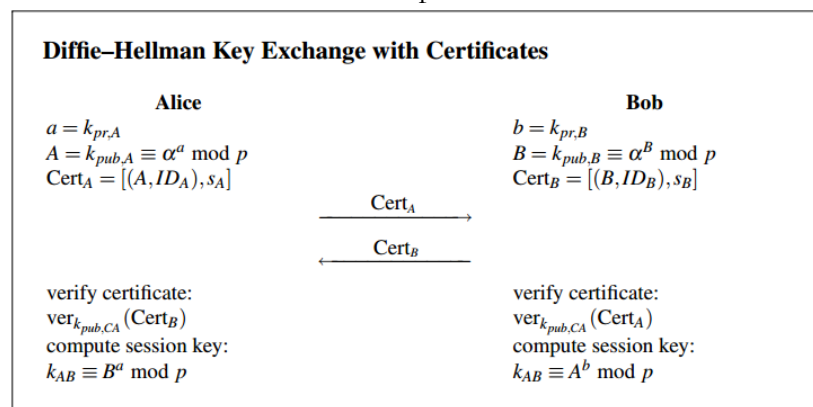 Diffie–Hellman Key Exchange with Certificates
Alice
a = k_{pr,A}
A = k_{pub,A} ≡ α^a mod p
Cert_A = [(A, ID_A), s_A]
Bob
b = k_{pr,B}
B = k_{pub,B} ≡ α^B mod p
Cert_B = [(B, ID_B), s_B]
Cert_A
Cert_B
verify certificate:
ver_{k_{pub,CA}}(Cert_B)
compute session key:
k_{AB} ≡ B^a mod p
verify certificate:
ver_{k_{pub,CA}}(Cert_A)
compute session key:
k_{AB} ≡ A^b mod p